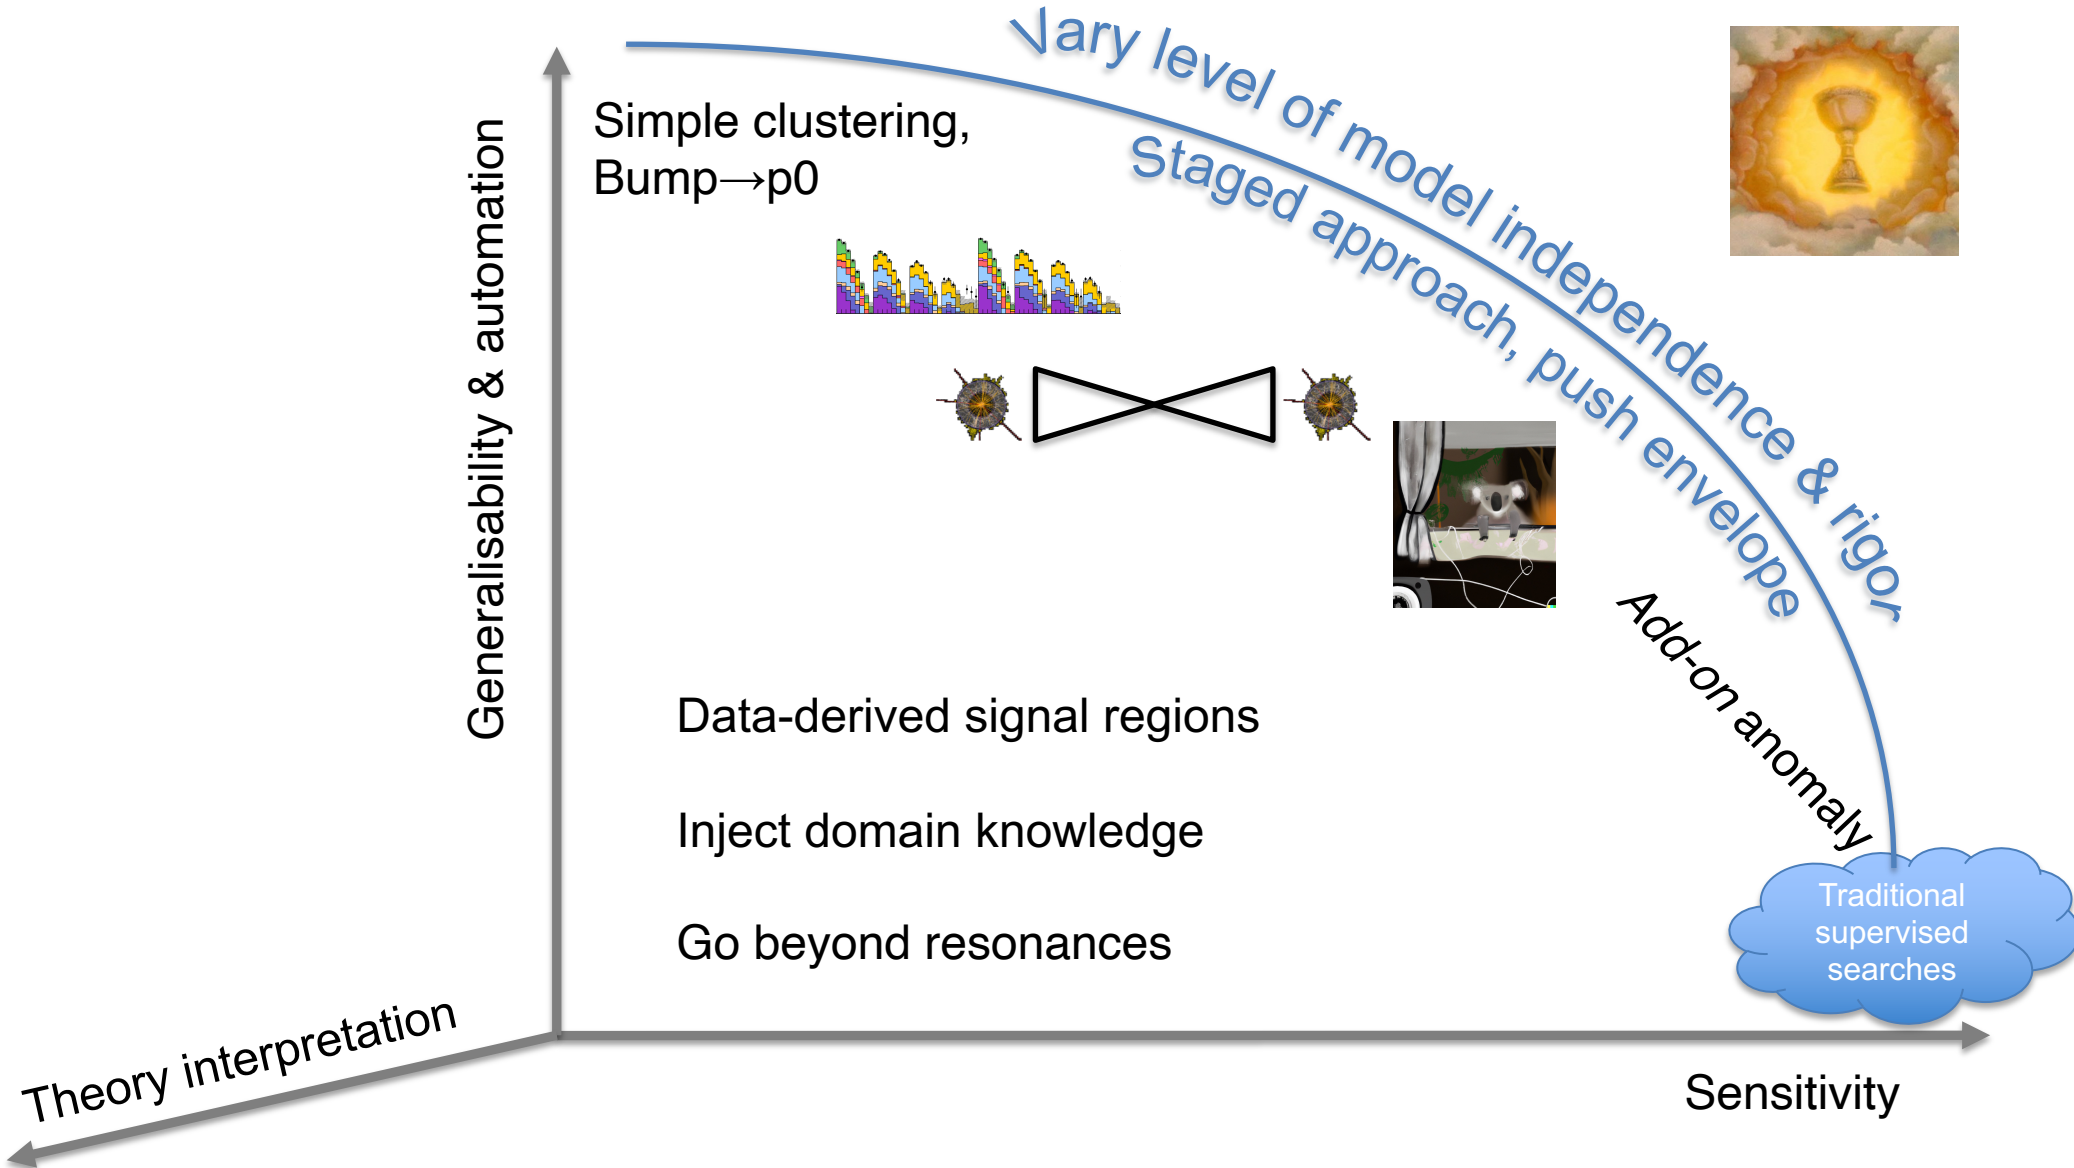 Vary level of model independence & rigor
Staged approach, push envelope
Simple clustering,
Bump→p0
Generalisability & automation
Add-on anomaly
Data-derived signal regions
Inject domain knowledge
Go beyond resonances
Traditional
supervised
searches
Theory interpretation
Sensitivity